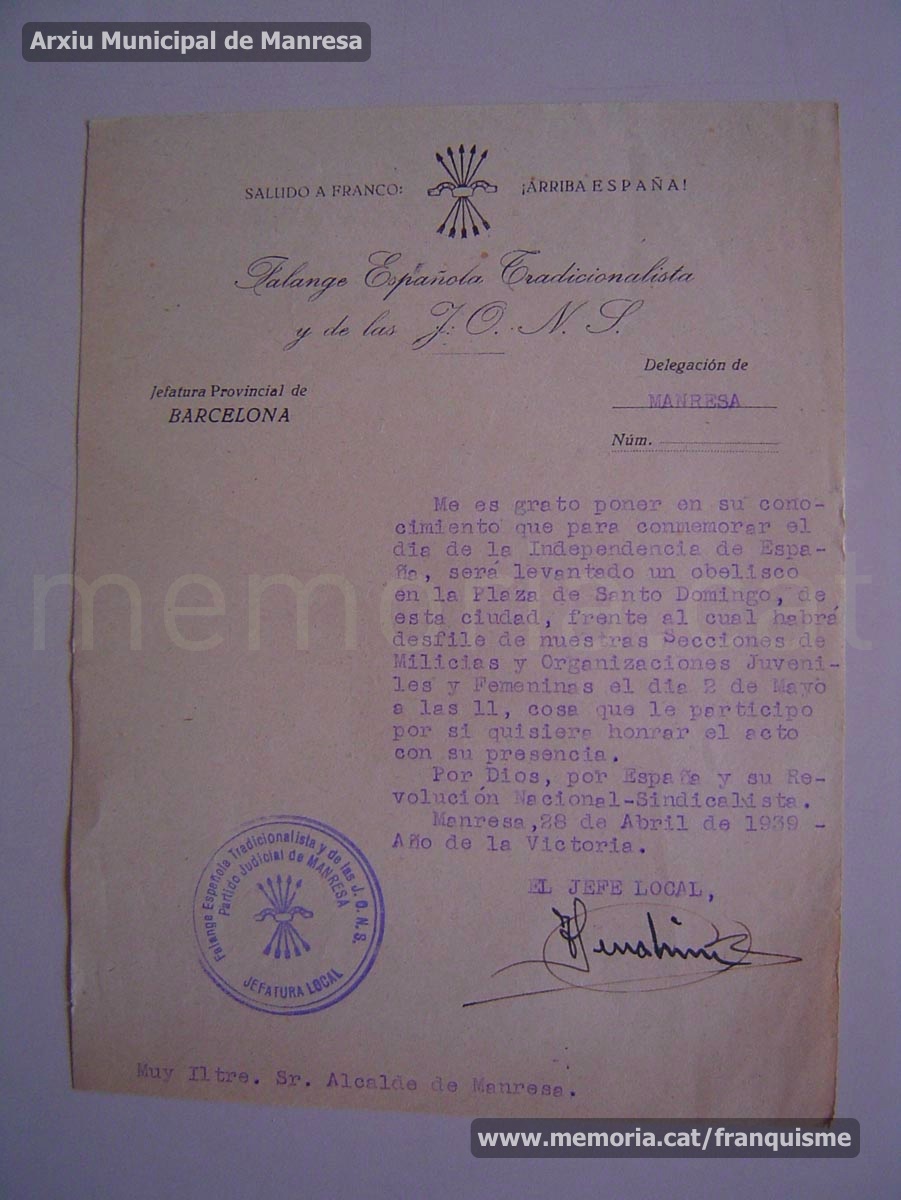 Arxiu Municipal de Manresa
SALUDO A FRANCO: ¡ARRIBA ESPAÑA!
Falange Española Tradicionalista
y de las J. O. N. S.
Delegación de
Jefatura Provincial de
MANRESA
BARCELONA
Núm.
Me es grato poner en su cono-
cimiento que para conmemorar el
dia de la Independencia de Espa-
ña, será levantado un obelisco
en la Plaza de Santo Domingo, de
esta ciudad, frente al cual habrá
desfile de nuestras Secciones de
Milicias y Organizaciones Juveni-
les y Femeninas el dia 2 de Mayo
a las 11, cosa que le participo
por si quisiera honrar el acto
con su presencia.
Por Dios, por España y su Re-
volución Nacional-Sindicalista.
Manresa,28 de Abril de 1939 -
Año de la Victoria.
EL JEFE LOCAL,
Falange Española Tradicionalista y de las J. O. N. S.
Partido Judicial de MANRESA
JEFATURA LOCAL
Muy Iltre. Sr. Alcalde de Manresa.
memoria.cat
www.memoria.cat/franquisme